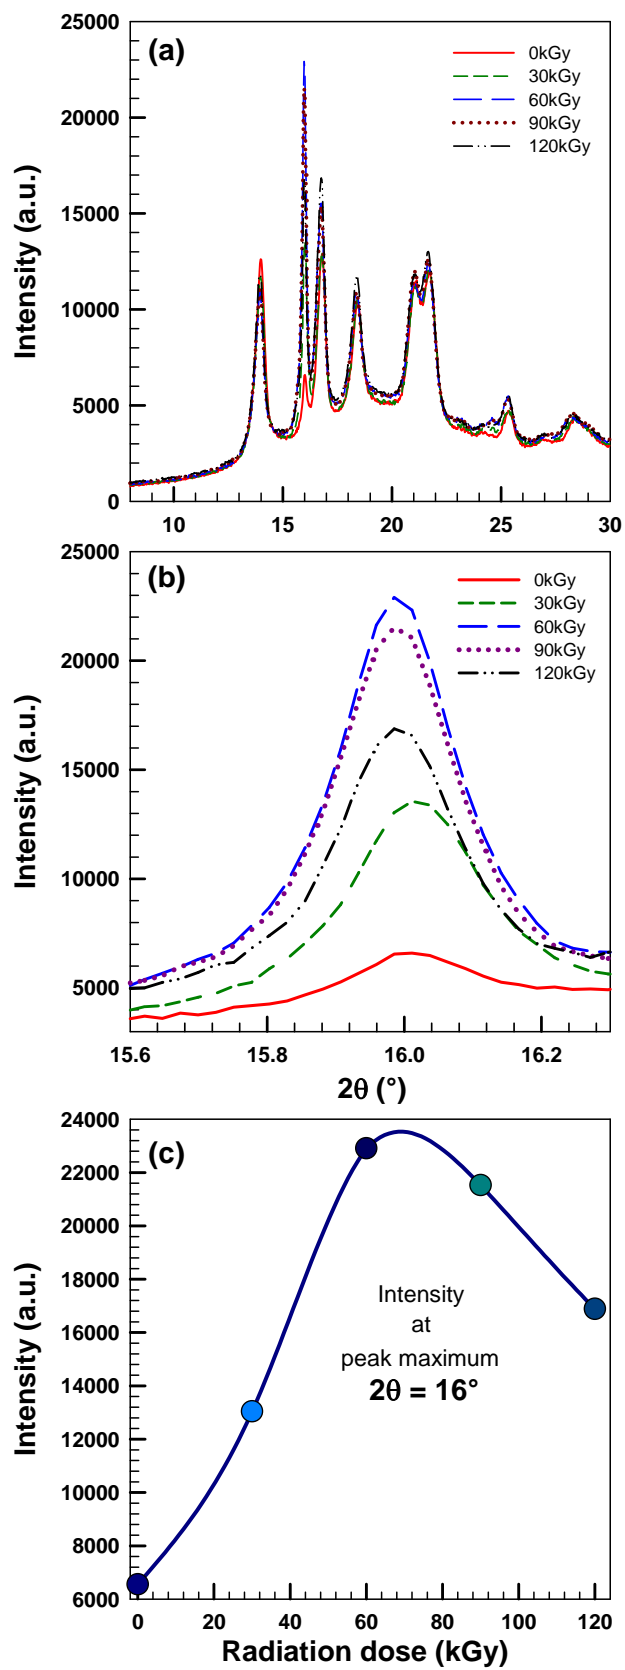 25000
(a)
0kGy
30kGy
60kGy
90kGy
120kGy
20000
15000
10000
5000
0
Intensity (a.u.)
10 15 20 25 30
25000
(b)
0kGy
30kGy
60kGy
90kGy
120kGy
20000
15000
10000
5000
Intensity (a.u.)
15.6 15.8 16.0 16.2
2θ (°)
24000
(c)
22000
20000
18000
16000
14000
12000
10000
8000
6000
Intensity (a.u.)
Intensity
at
peak maximum
2θ = 16°
0 20 40 60 80 100 120
Radiation dose (kGy)